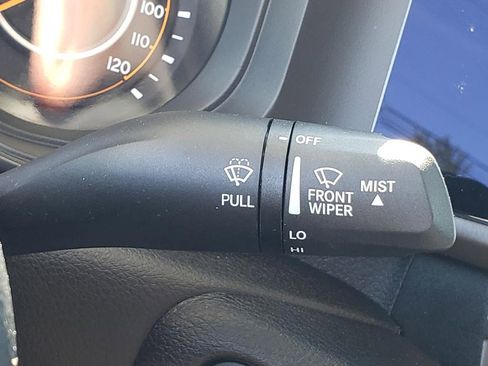 100
110
120
OFF
PULL
FRONT
WIPER
MIST
LO
HI